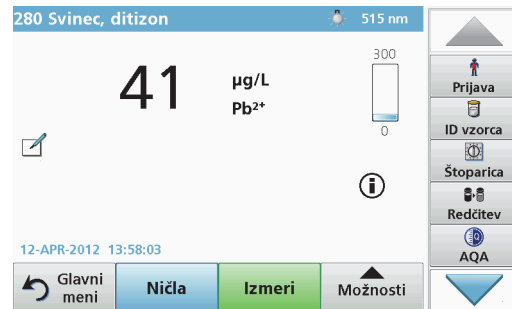 280 Svinec, ditizon
515 nm
41
µg/L
Pb²⁺
300
0
12-APR-2012 13:58:03
Glavni
meni
Ničla
Izmeri
Možnosti
Prijava
ID vzorca
Štoparica
Redčitev
AQA